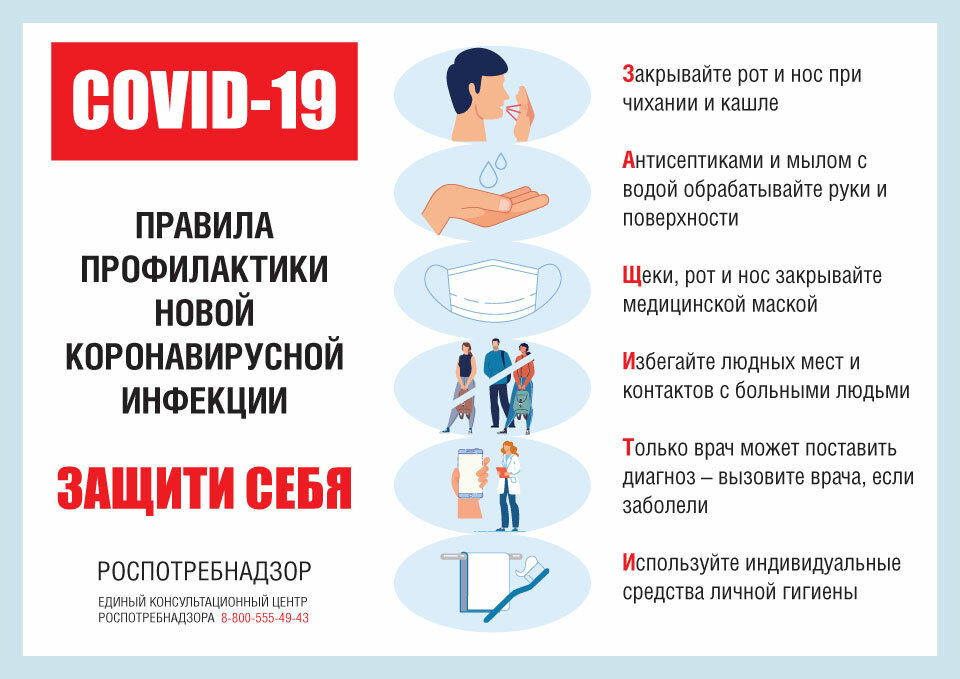 COVID-19
ПРАВИЛА
ПРОФИЛАКТИКИ
НОВОЙ
КОРОНАВИРУСНОЙ
ИНФЕКЦИИ
ЗАЩИТИ СЕБЯ
РОСПОТРЕБНАДЗОР
ЕДИНЫЙ КОНСУЛЬТАЦИОННЫЙ ЦЕНТР
РОСПОТРЕБНАДЗОРА 8-800-555-49-43
Закрывайте рот и нос при
чихании и кашле
Антисептиками и мылом с
водой обрабатывайте руки и
поверхности
Щеки, рот и нос закрывайте
медицинской маской
Избегайте людных мест и
контактов с больными людьми
Только врач может поставить
диагноз – вызовите врача, если
заболели
Используйте индивидуальные
средства личной гигиены